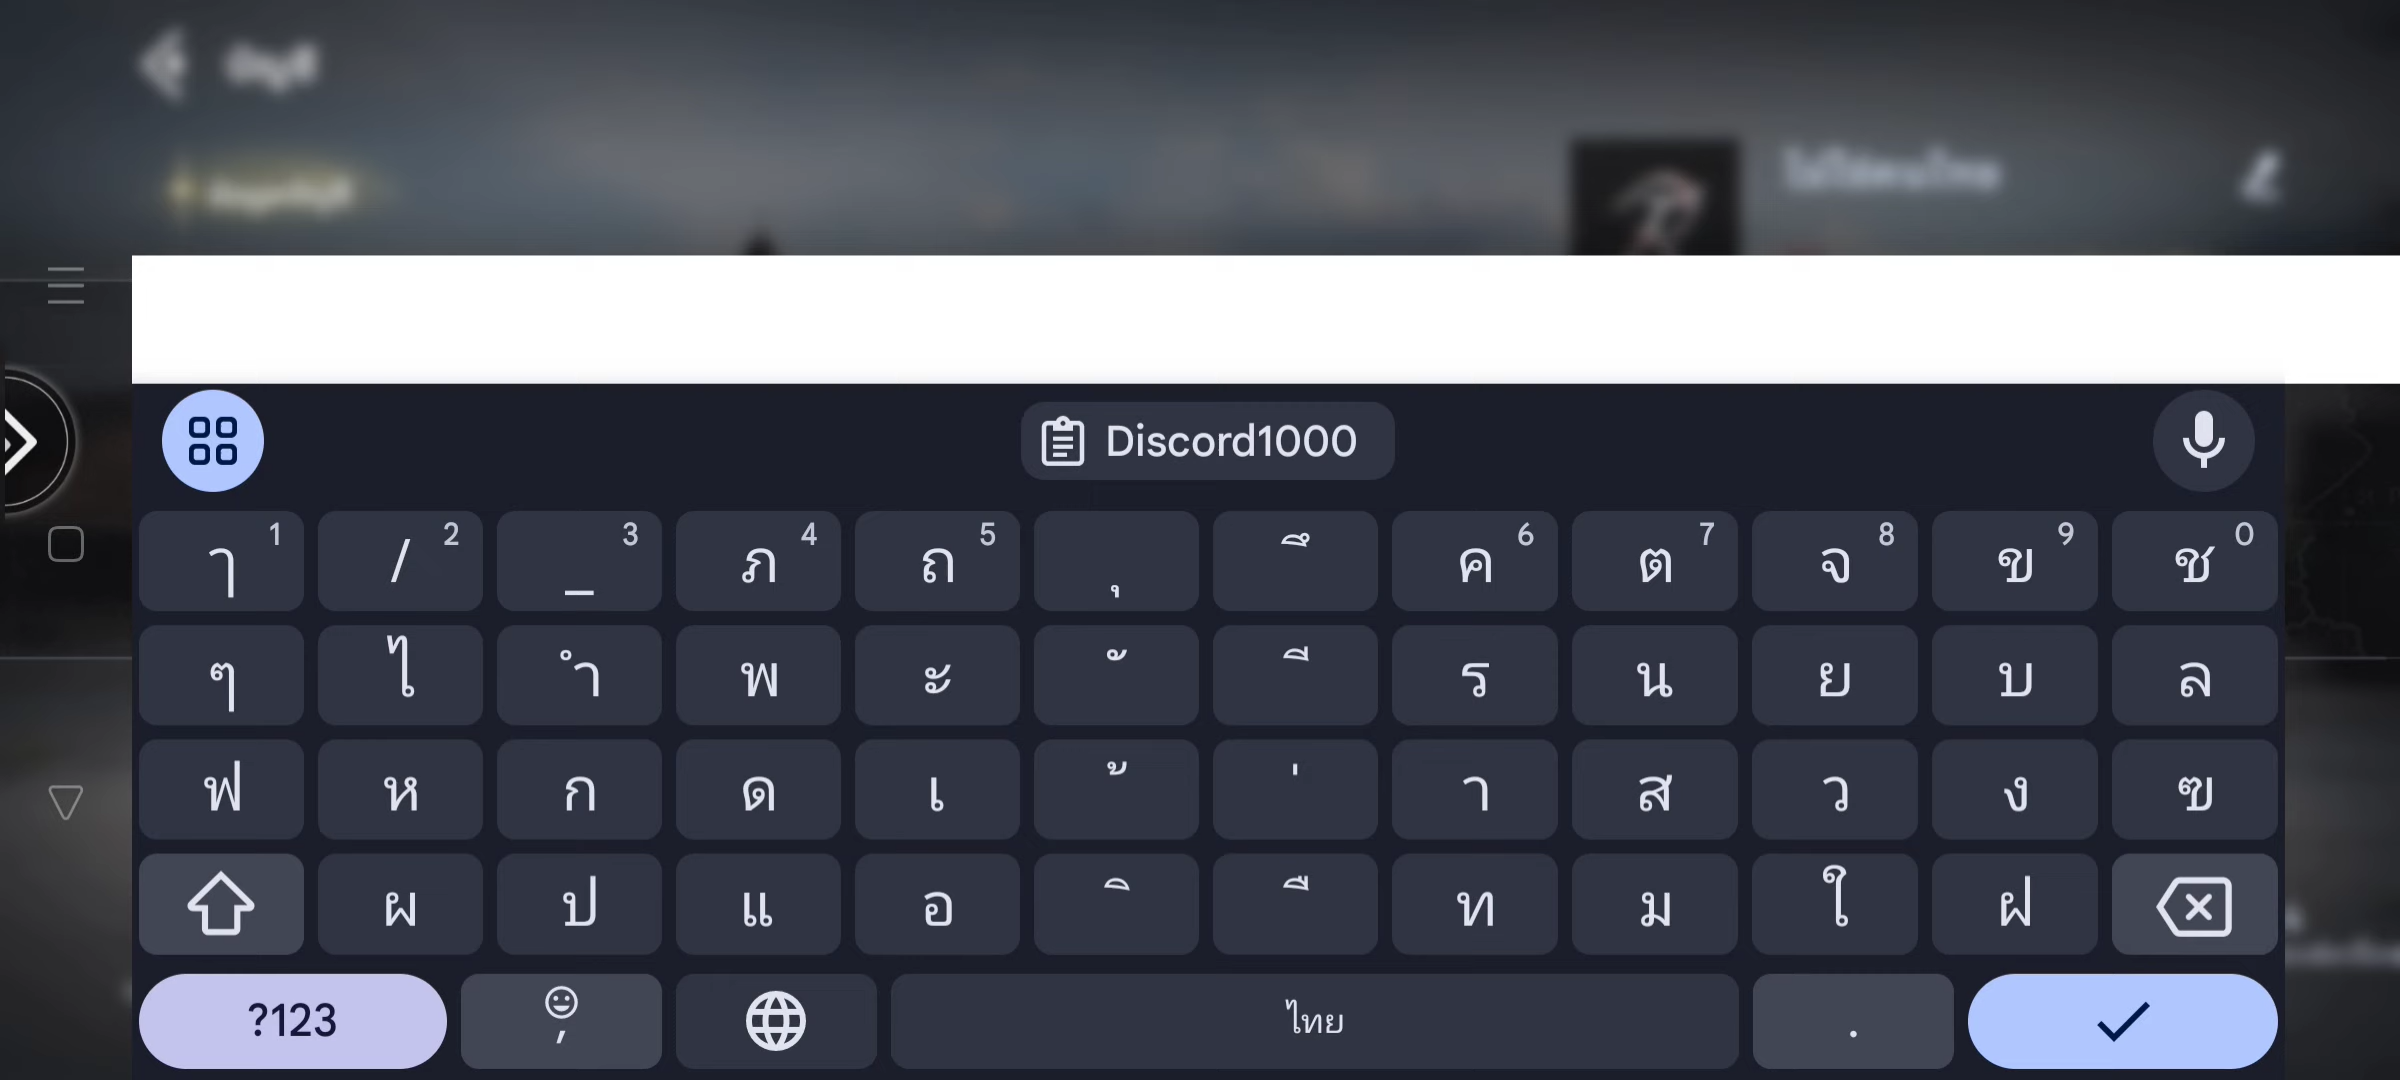 Discord1000
ๅ 1 / 2 _ 3 ภ 4 ถ 5 ุ ึ ค 6 ต 7 จ 8 ข 9 ช 0
ๆ ไ ำ พ ะ ั ี ร น ย บ ล
ฟ ห ก ด เ ้ ่ า ส ว ง ฃ
ผ ป แ อ ิ ื ท ม ใ ฝ
?123 , ไทย .